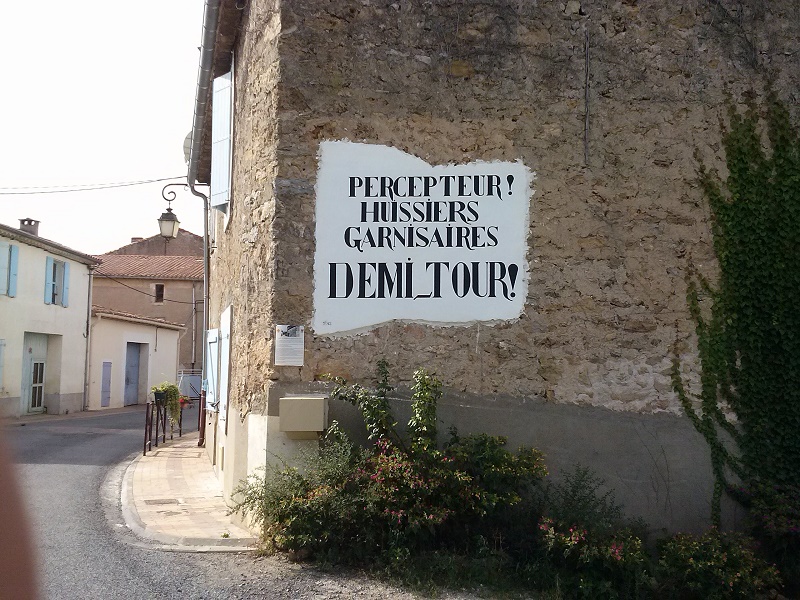 PERCEPTEUR!
HUISSIERS
GARNISAIRES
DEMI_TOUR!